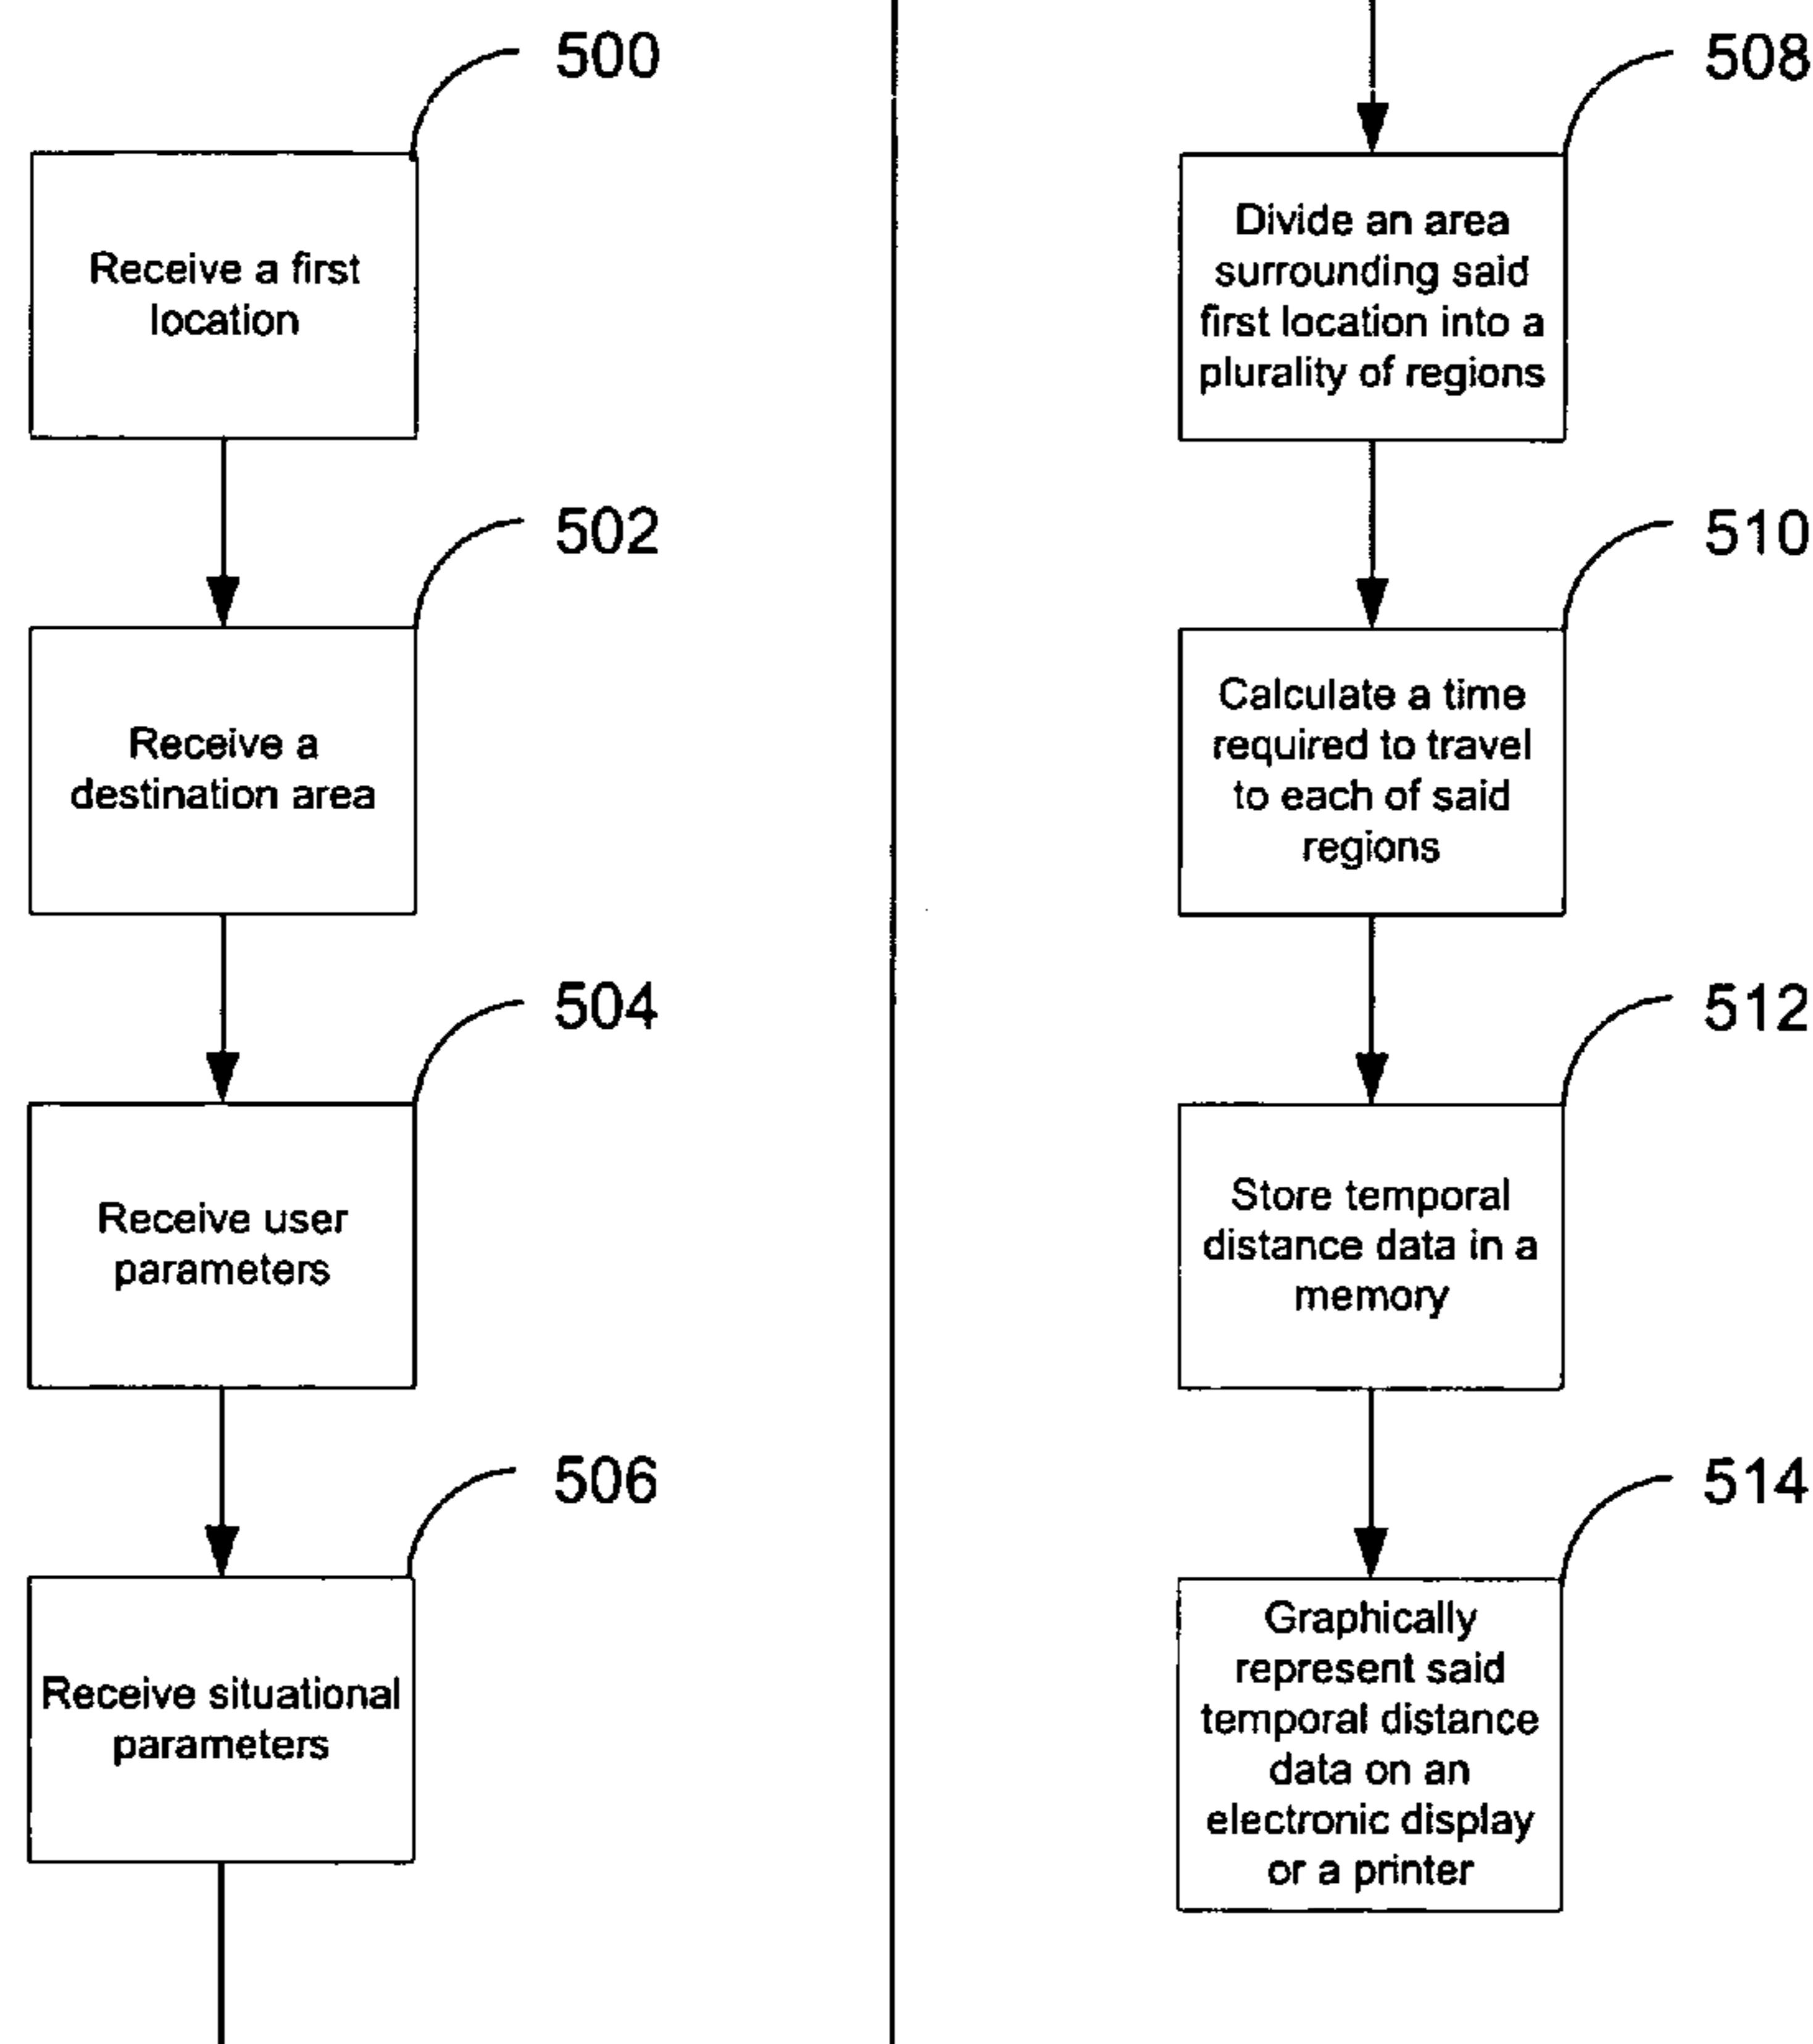 500
Receive a first
location
502
Receive a
destination area
504
Receive user
parameters
506
Receive situational
parameters
508
Divide an area
surrounding said
first location into a
plurality of regions
510
Calculate a time
required to travel
to each of said
regions
512
Store temporal
distance data in a
memory
514
Graphically
represent said
temporal distance
data on an
electronic display
or a printer